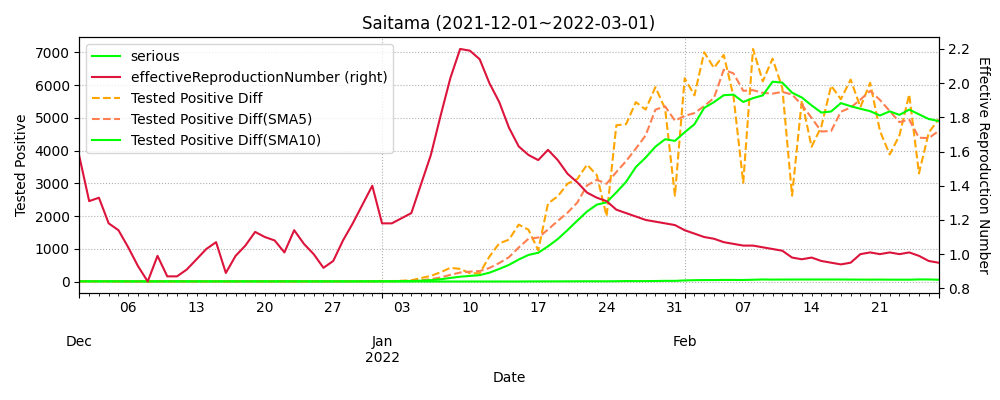 Saitama (2021-12-01~2022-03-01)
serious
effectiveReproductionNumber (right)
Tested Positive Diff
Tested Positive Diff(SMA5)
Tested Positive Diff(SMA10)
Tested Positive
7000
6000
5000
4000
3000
2000
1000
0
2.2
2.0
1.8
1.6
1.4
1.2
1.0
0.8
Effective Reproduction Number
06 13 20 27 03 10 17 24 31 07 14 21
Dec Jan Feb
2022
Date